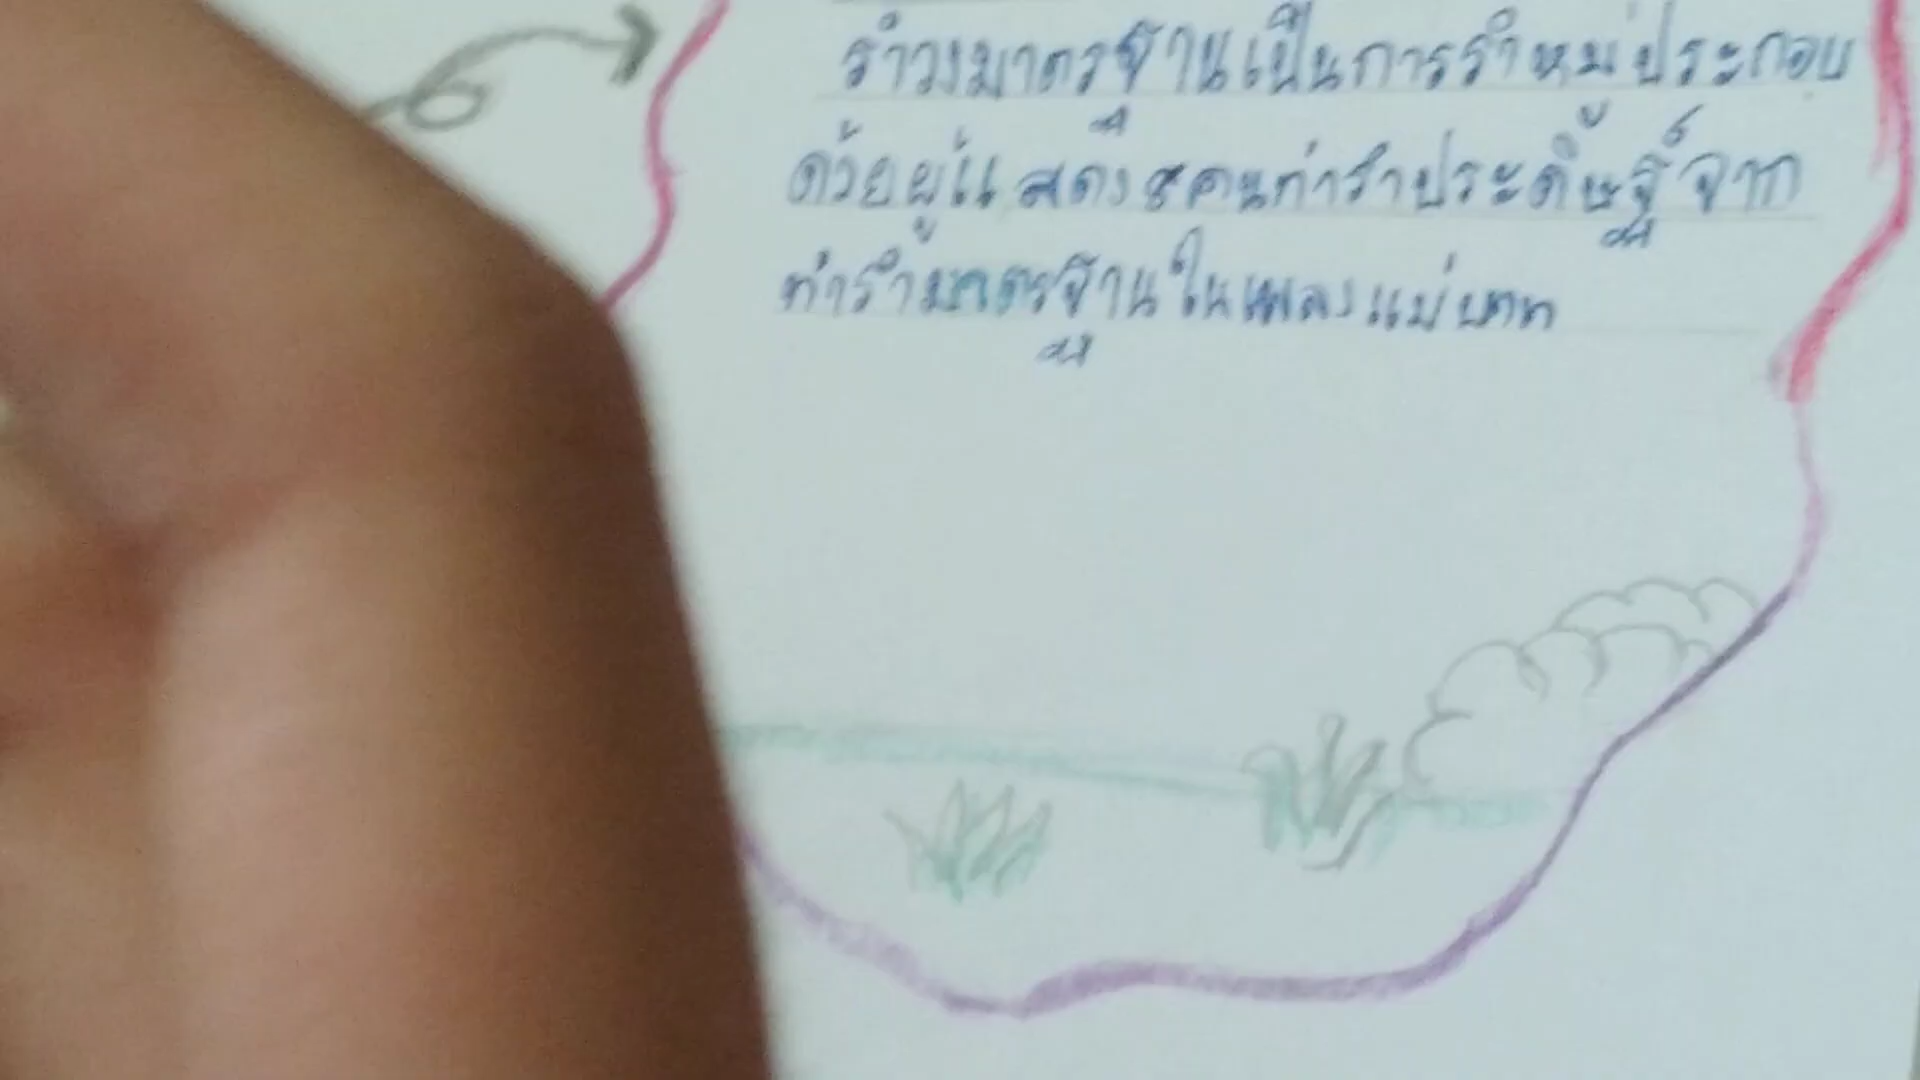 รำวงมาตรฐานเป็นการรำหมู่ประกอบ
ด้วยผู้แสดง 8 คนท่ารำประดิษฐ์จาก
ท่ารำมาตรฐานในเพลงแม่บทท